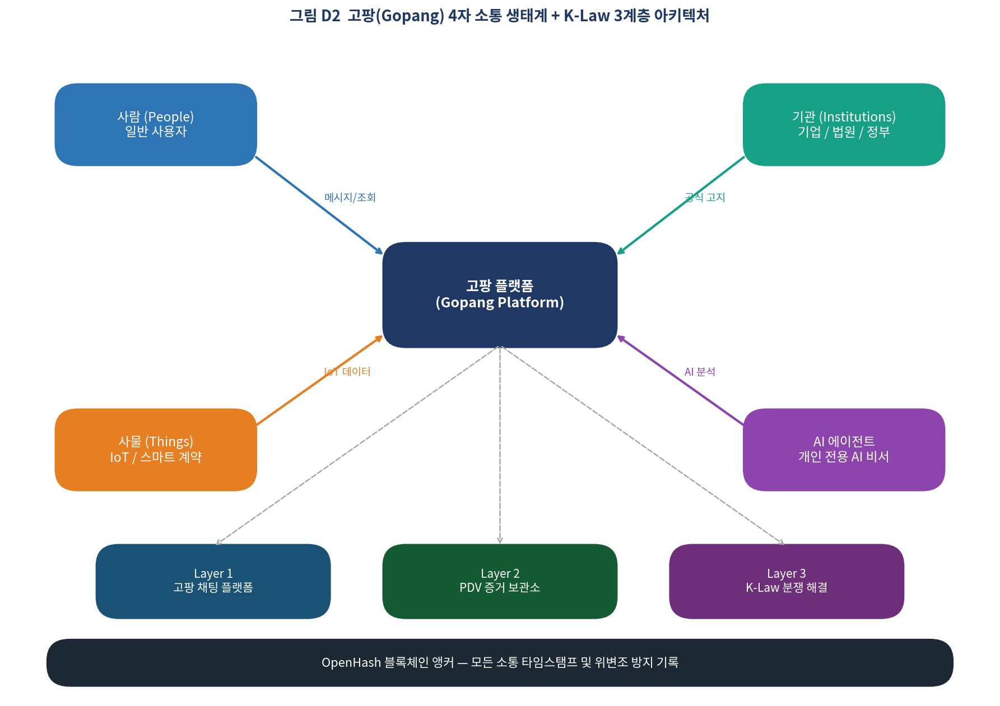 그림 D2  고팡(Gopang) 4자 소통 생태계 + K-Law 3계층 아키텍처
사람 (People)
일반 사용자
기관 (Institutions)
기업 / 법원 / 정부
메시지/조회
공식 고지
고팡 플랫폼
(Gopang Platform)
IoT 데이터
AI 분석
사물 (Things)
IoT / 스마트 계약
AI 에이전트
개인 전용 AI 비서
Layer 1
고팡 채팅 플랫폼
Layer 2
PDV 증거 보관소
Layer 3
K-Law 분쟁 해결
OpenHash 블록체인 앵커 — 모든 소통 타임스탬프 및 위변조 방지 기록